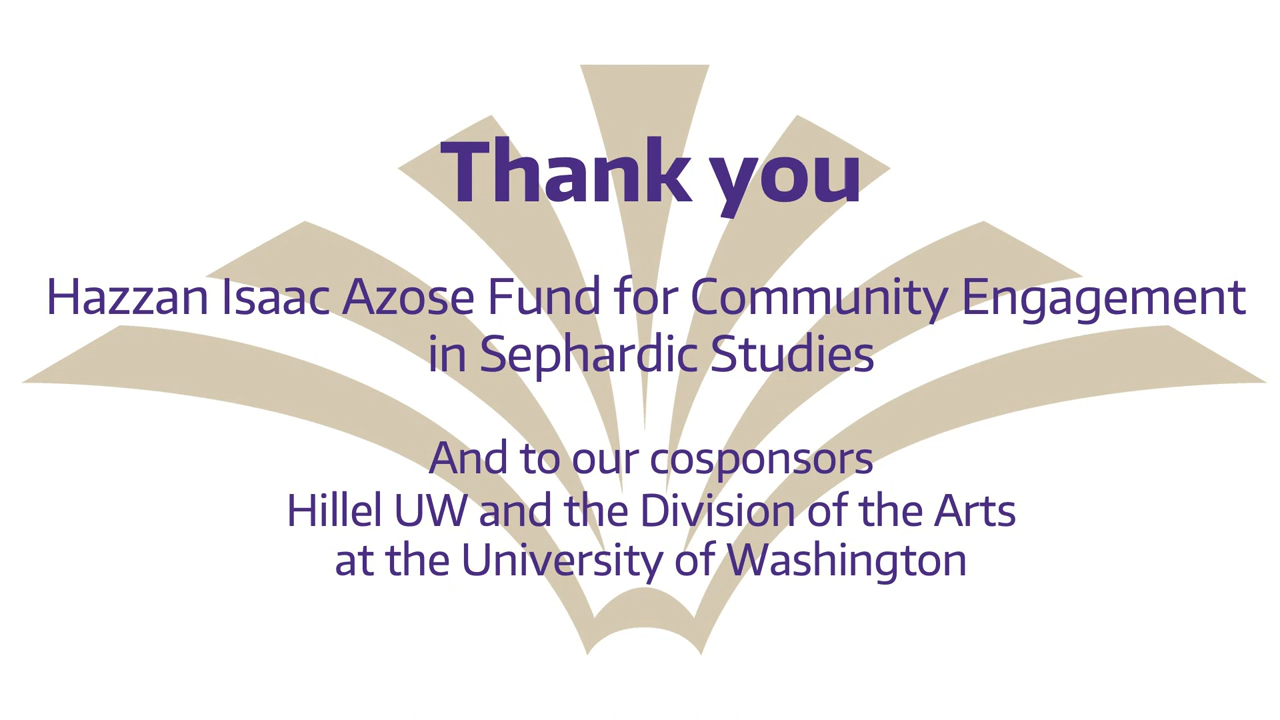 Thank you
Hazzan Isaac Azose Fund for Community Engagement
in Sephardic Studies
And to our cosponsors
Hillel UW and the Division of the Arts
at the University of Washington